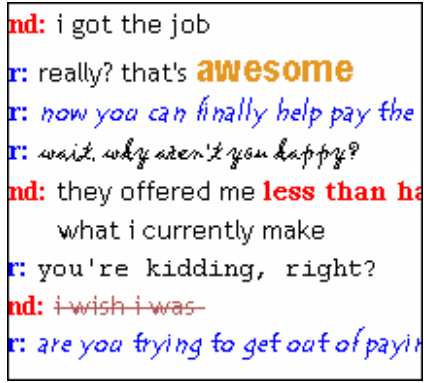 nd: i got the job
r: really? that's awesome
r: now you can finally help pay the
r: wait, why aren't you happy?
nd: they offered me less than ha
what i currently make
r: you're kidding, right?
nd: i wish i was
r: are you trying to get out of payin